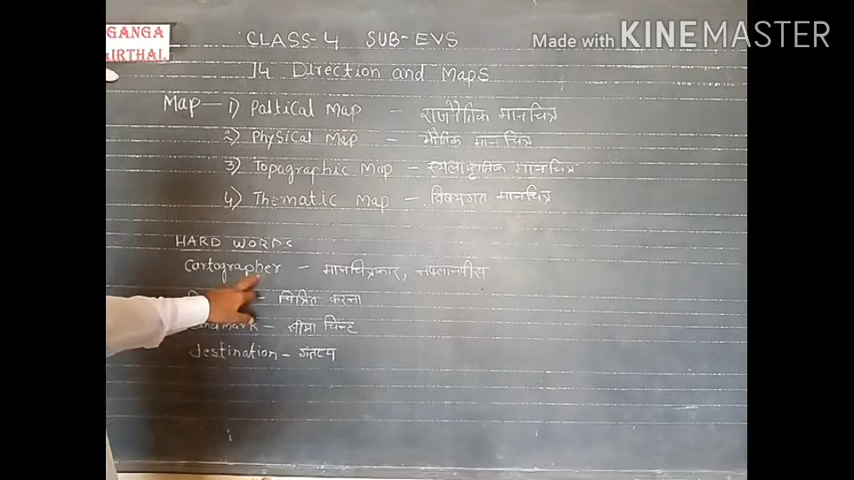 GANGA
AIRTHAL
Made with KINEMASTER
CLASS-4 SUB-EVS
14 Direction and Maps
Map - 1) Poltical Map - राजनैतिक मानचित्र
2) Physical Map - भौतिक मानचित्र
3) Topographic Map - स्थलाकृतिक मानचित्र
4) Thematic Map - विषयगत मानचित्र
HARD WORDS
Cartographer - मानचित्रकार, नक्सानवीस
- चित्रित करना
Landmark - सीमा चिन्ह
destination - गंतव्य